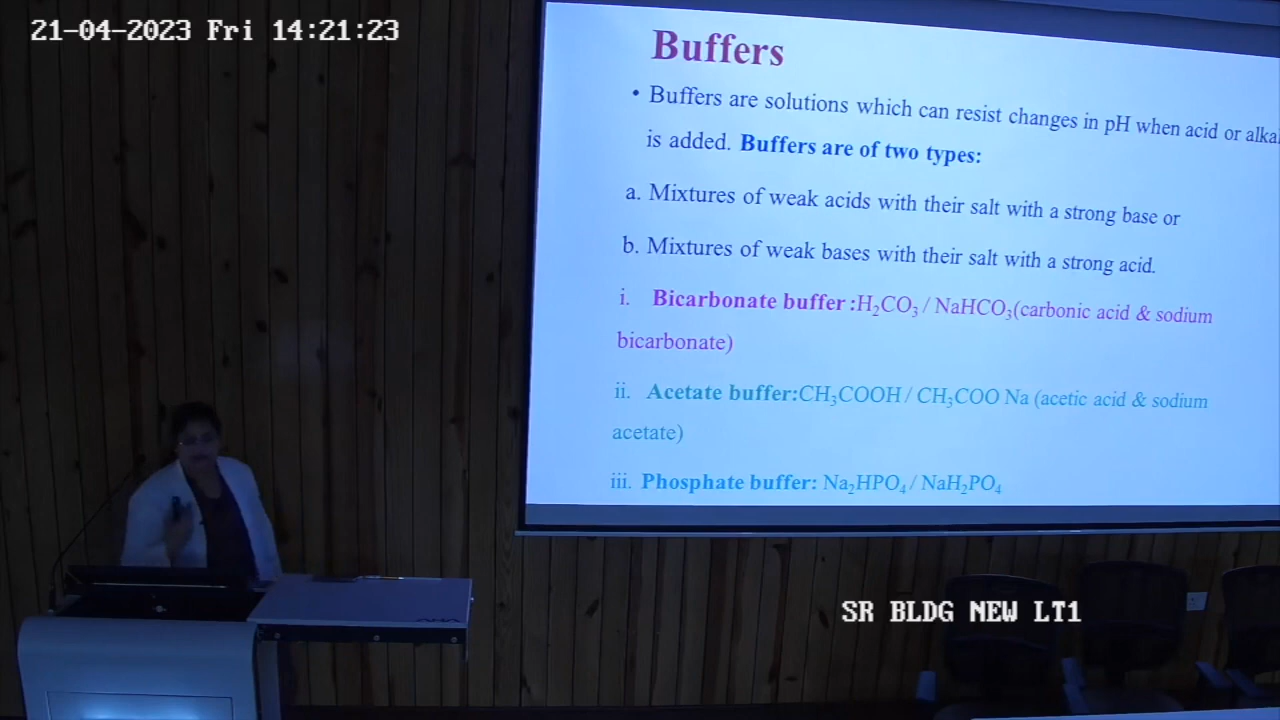 21-04-2023 Fri 14:21:23
Buffers
• Buffers are solutions which can resist changes in pH when acid or
is added. Buffers are of two types:
a. Mixtures of weak acids with their salt with a strong base or
b. Mixtures of weak bases with their salt with a strong acid.
i. Bicarbonate buffer :H₂CO₃ / NaHCO₃(carbonic acid & sodium
bicarbonate)
ii. Acetate buffer:CH₃COOH / CH₃COO Na (acetic acid & sodium
acetate)
iii. Phosphate buffer: Na₂HPO₄ / NaH₂PO₄
SR BLDG NEW LT1